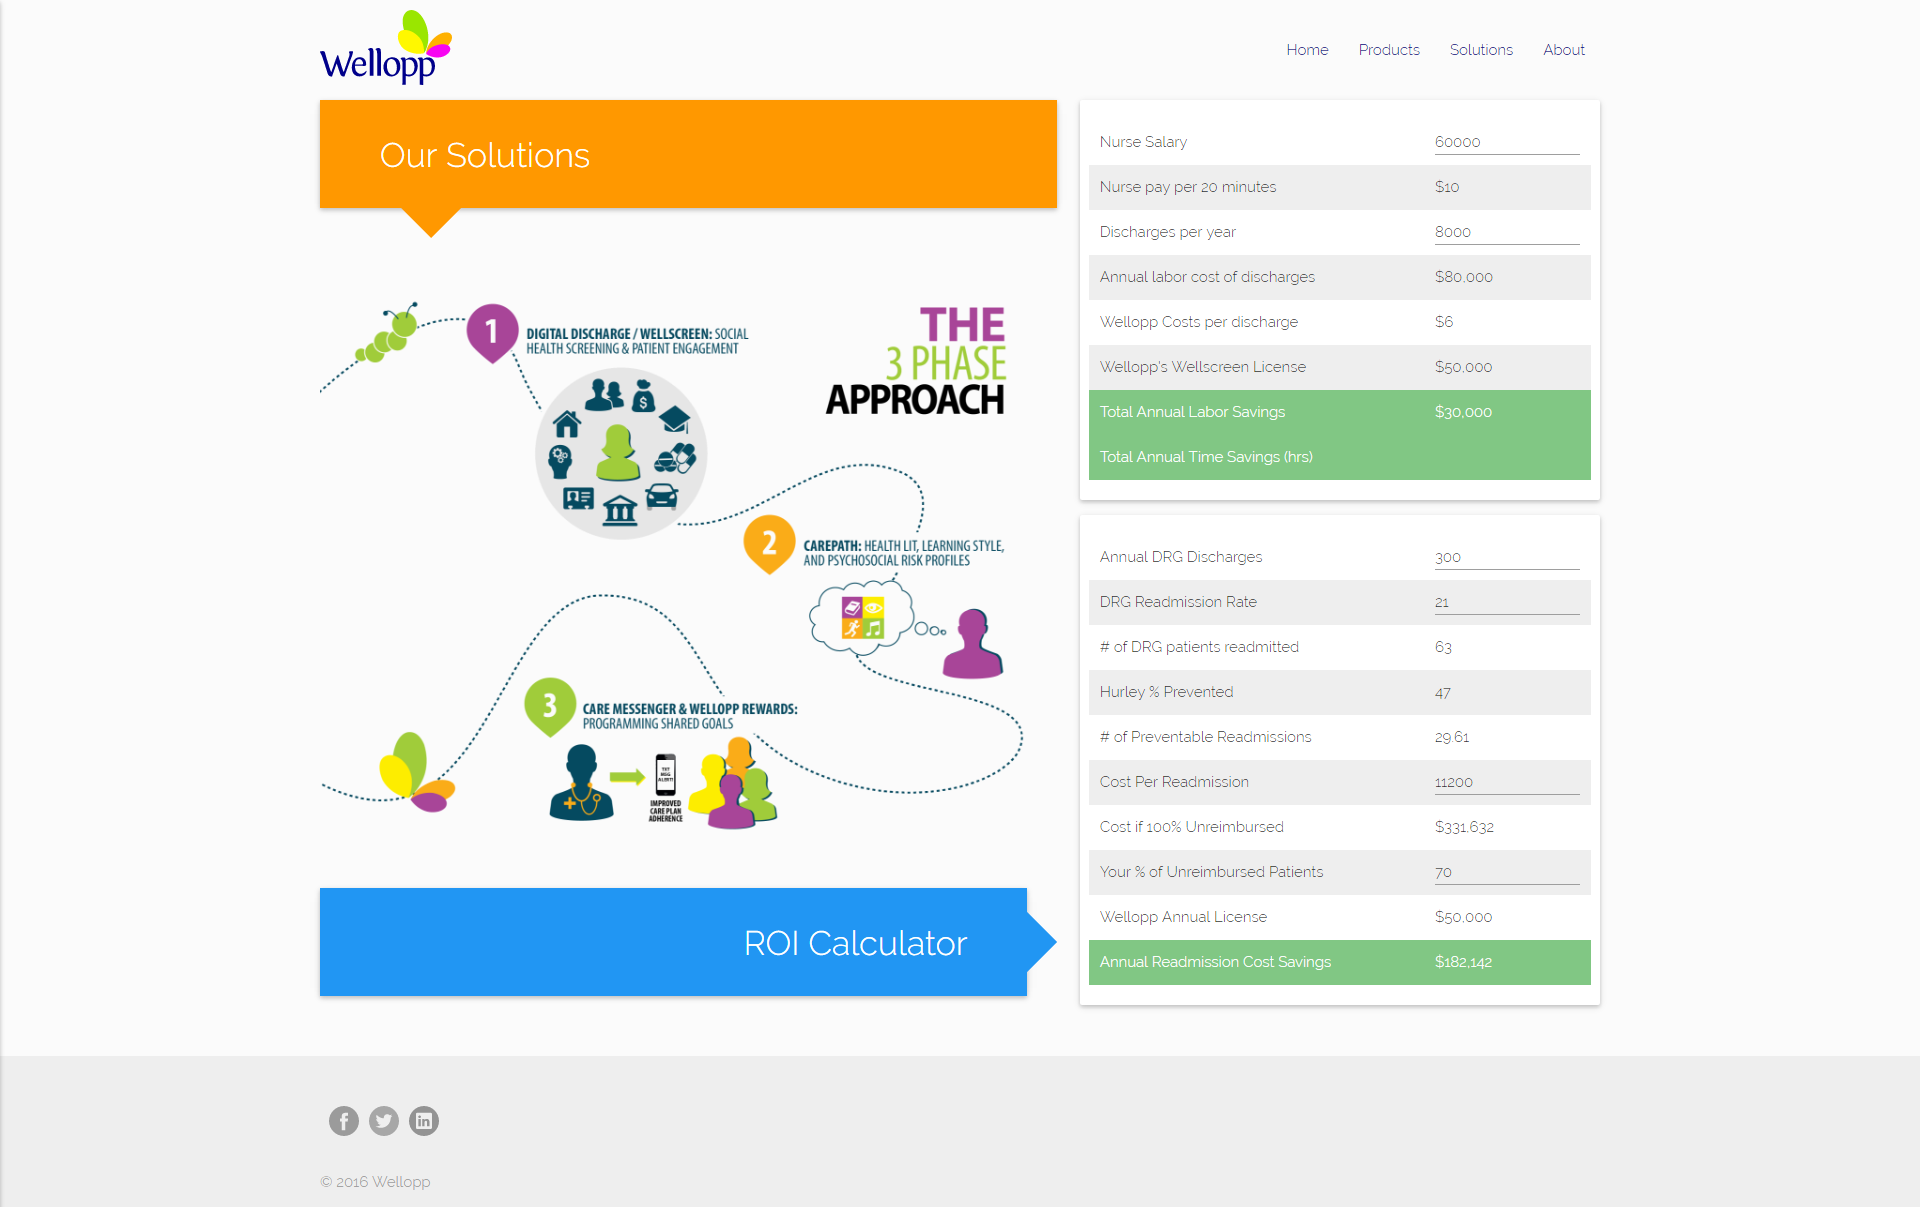 Wellopp
Home Products Solutions About
Our Solutions
1
DIGITAL DISCHARGE / WELLSCREEN: SOCIAL
HEALTH SCREENING & PATIENT ENGAGEMENT
THE
3 PHASE
APPROACH
$
2
CAREPATH: HEALTH LIT, LEARNING STYLE,
AND PSYCHOSOCIAL RISK PROFILES
3
CARE MESSENGER & WELLOPP REWARDS:
PROGRAMMING SHARED GOALS
TXT
MSG
ALERT!
IMPROVED
CARE PLAN
ADHERENCE
ROI Calculator
Nurse Salary 60000
Nurse pay per 20 minutes $10
Discharges per year 8000
Annual labor cost of discharges $80,000
Wellopp Costs per discharge $6
Wellopp's Wellscreen License $50,000
Total Annual Labor Savings $30,000
Total Annual Time Savings (hrs)
Annual DRG Discharges 300
DRG Readmission Rate 21
# of DRG patients readmitted 63
Hurley % Prevented 47
# of Preventable Readmissions 29.61
Cost Per Readmission 11200
Cost if 100% Unreimbursed $331,632
Your % of Unreimbursed Patients 70
Wellopp Annual License $50,000
Annual Readmission Cost Savings $182,142
f in
© 2016 Wellopp